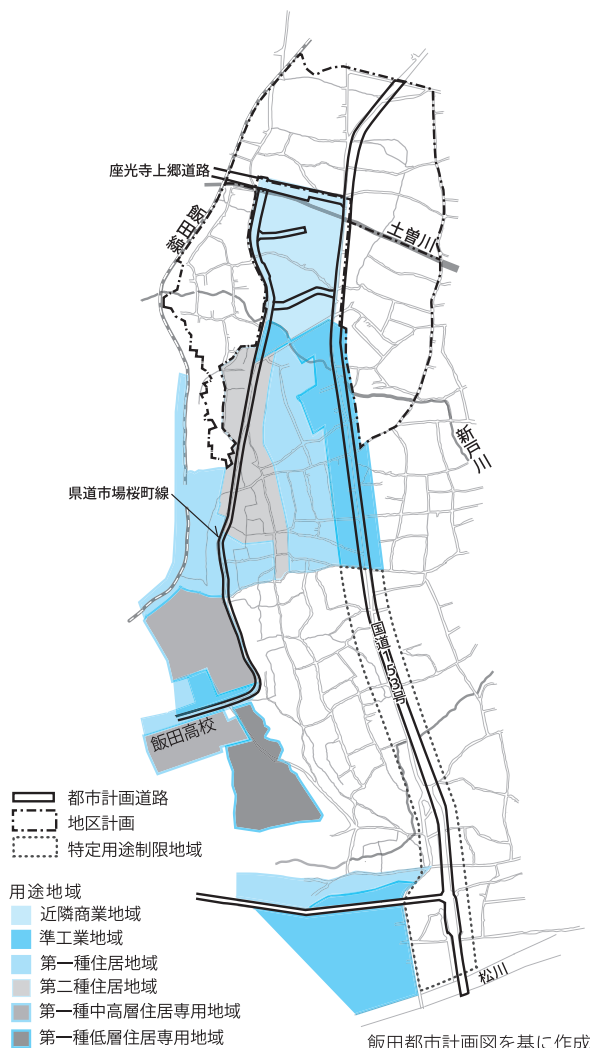 座光寺上郷道路
飯田線
土曽川
新戸川
県道市場桜町線
国道153号
飯田高校
都市計画道路
地区計画
特定用途制限地域
用途地域
近隣商業地域
準工業地域
第一種住居地域
第二種住居地域
第一種中高層住居専用地域
第一種低層住居専用地域
松川
飯田都市計画図を基に作成